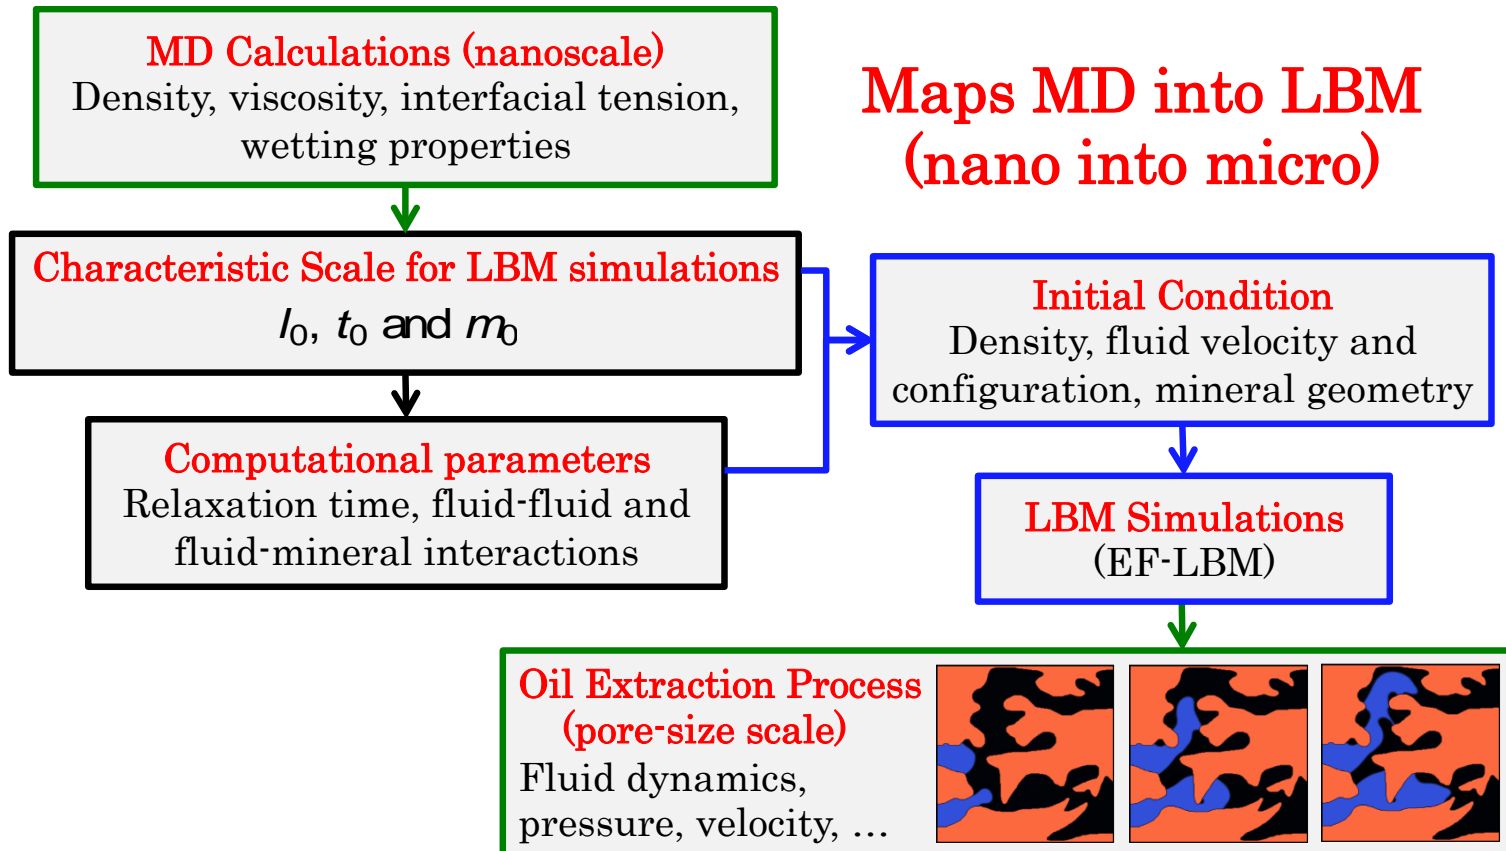 MD Calculations (nanoscale)
Density, viscosity, interfacial tension,
wetting properties
Maps MD into LBM
(nano into micro)
Characteristic Scale for LBM simulations
l₀, t₀ and m₀
Initial Condition
Density, fluid velocity and
configuration, mineral geometry
Computational parameters
Relaxation time, fluid-fluid and
fluid-mineral interactions
LBM Simulations
(EF-LBM)
Oil Extraction Process
(pore-size scale)
Fluid dynamics,
pressure, velocity, ...